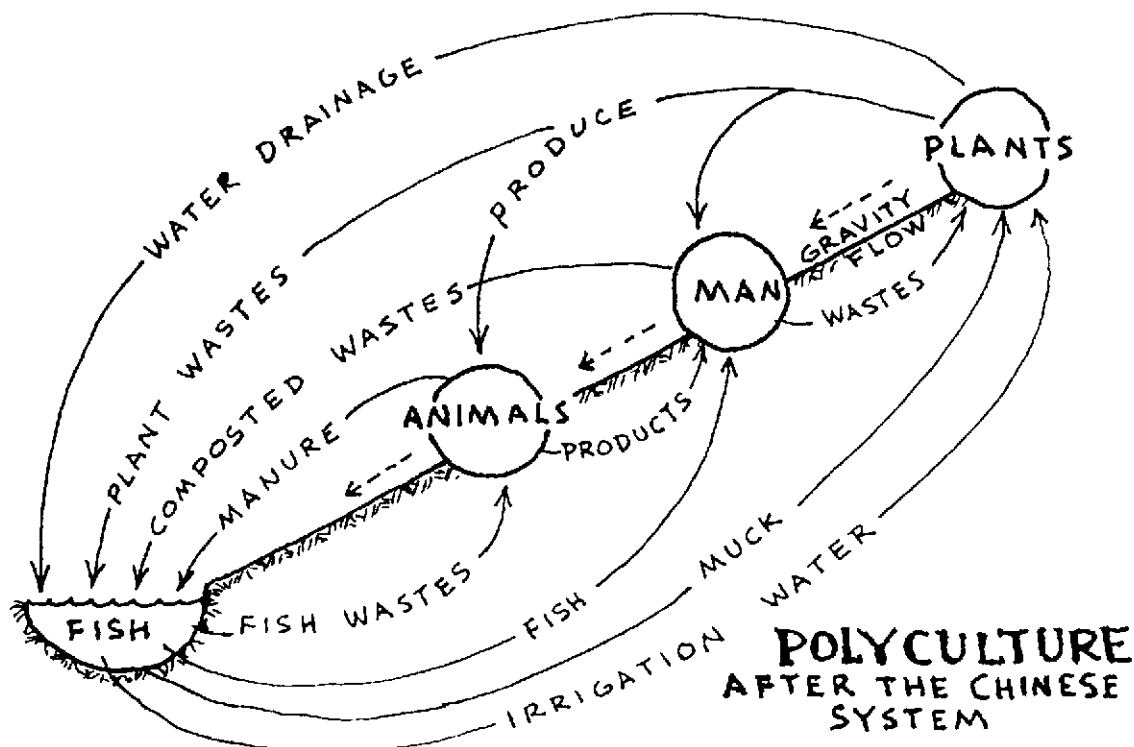 WATER DRAINAGE
PLANT WASTES
PRODUCE
COMPOSTED WASTES
MANURE
PLANTS
GRAVITY
FLOW
MAN
WASTES
ANIMALS
PRODUCTS
FISH
FISH WASTES
FISH
MUCK
IRRIGATION WATER
POLYCULTURE
AFTER THE CHINESE
SYSTEM